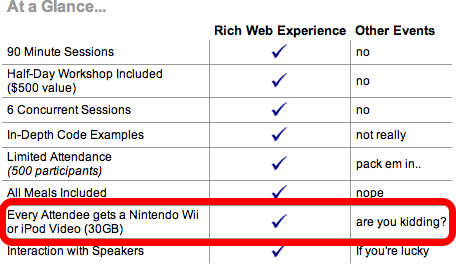 At a Glance...
Rich Web Experience Other Events
90 Minute Sessions no
Half-Day Workshop Included
($500 value) no
6 Concurrent Sessions no
In-Depth Code Examples not really
Limited Attendance
(500 participants) pack em in..
All Meals Included nope
Every Attendee gets a Nintendo Wii
or iPod Video (30GB) are you kidding?
Interaction with Speakers If you're lucky